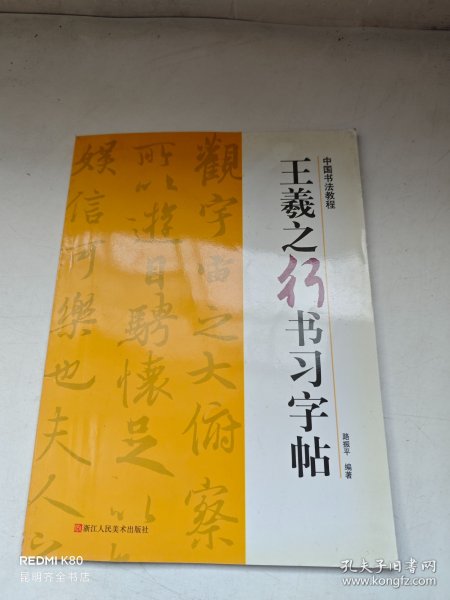 中国书法教程
王羲之行书习字帖
路振平 编著
觀宇宙之大俯察
所以遊目騁懷足以
娛信可樂也夫人
浙江人民美术出版社
REDMI K80
昆明齐全书店
孔夫子旧书网
www.kongfz.com